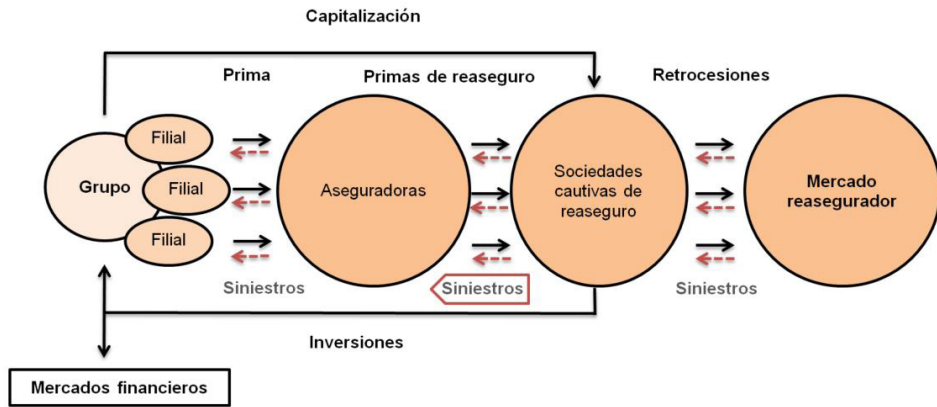 Capitalización
Prima
Primas de reaseguro
Retrocesiones
Filial
Grupo
Filial
Filial
Aseguradoras
Sociedades
cautivas de
reaseguro
Mercado
reasegurador
Siniestros
Siniestros
Siniestros
Inversiones
Mercados financieros